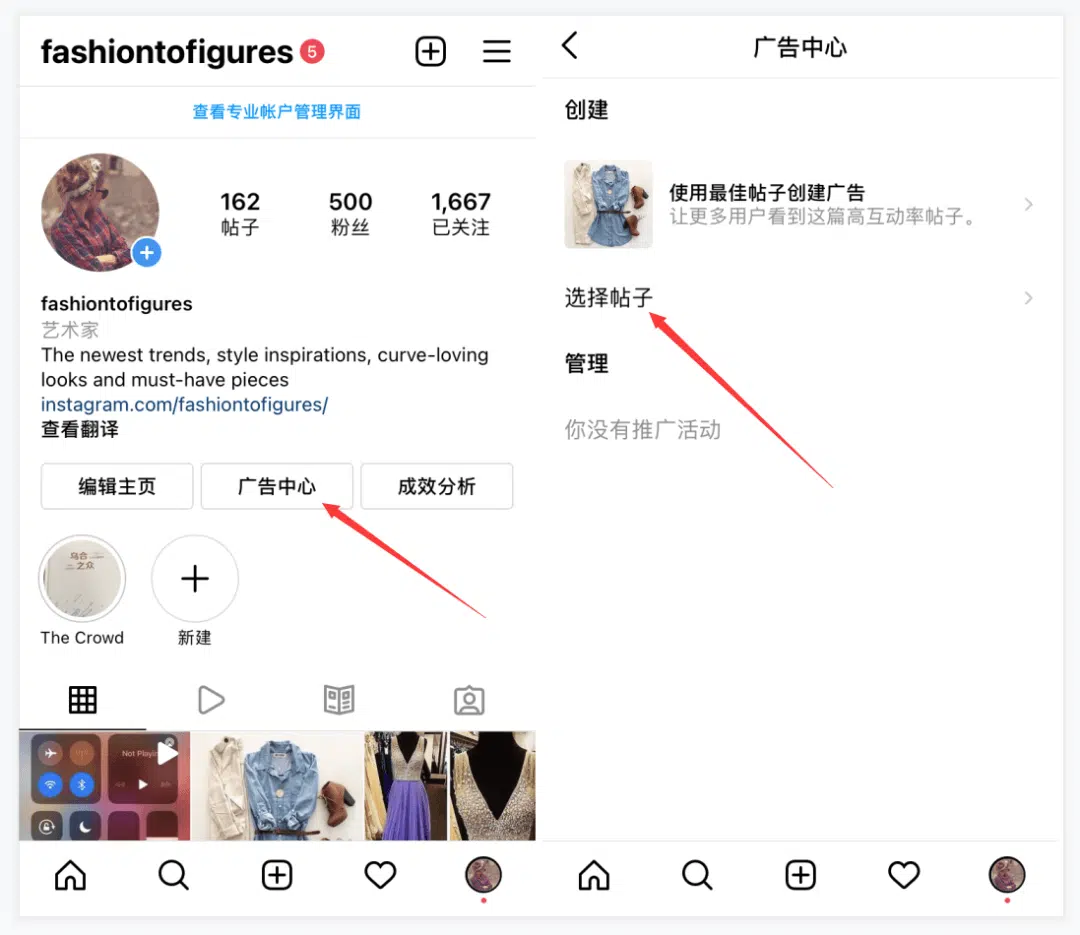 fashiontofigures 5
查看专业帐户管理界面
162 500 1,667
帖子 粉丝 已关注
fashiontofigures
艺术家
The newest trends, style inspirations, curve-loving
looks and must-have pieces
instagram.com/fashiontofigures/
查看翻译
编辑主页 广告中心 成效分析
乌合
之众
The Crowd 新建
Not Playin
广告中心
创建
使用最佳帖子创建广告
让更多用户看到这篇高互动率帖子。
选择帖子
管理
你没有推广活动